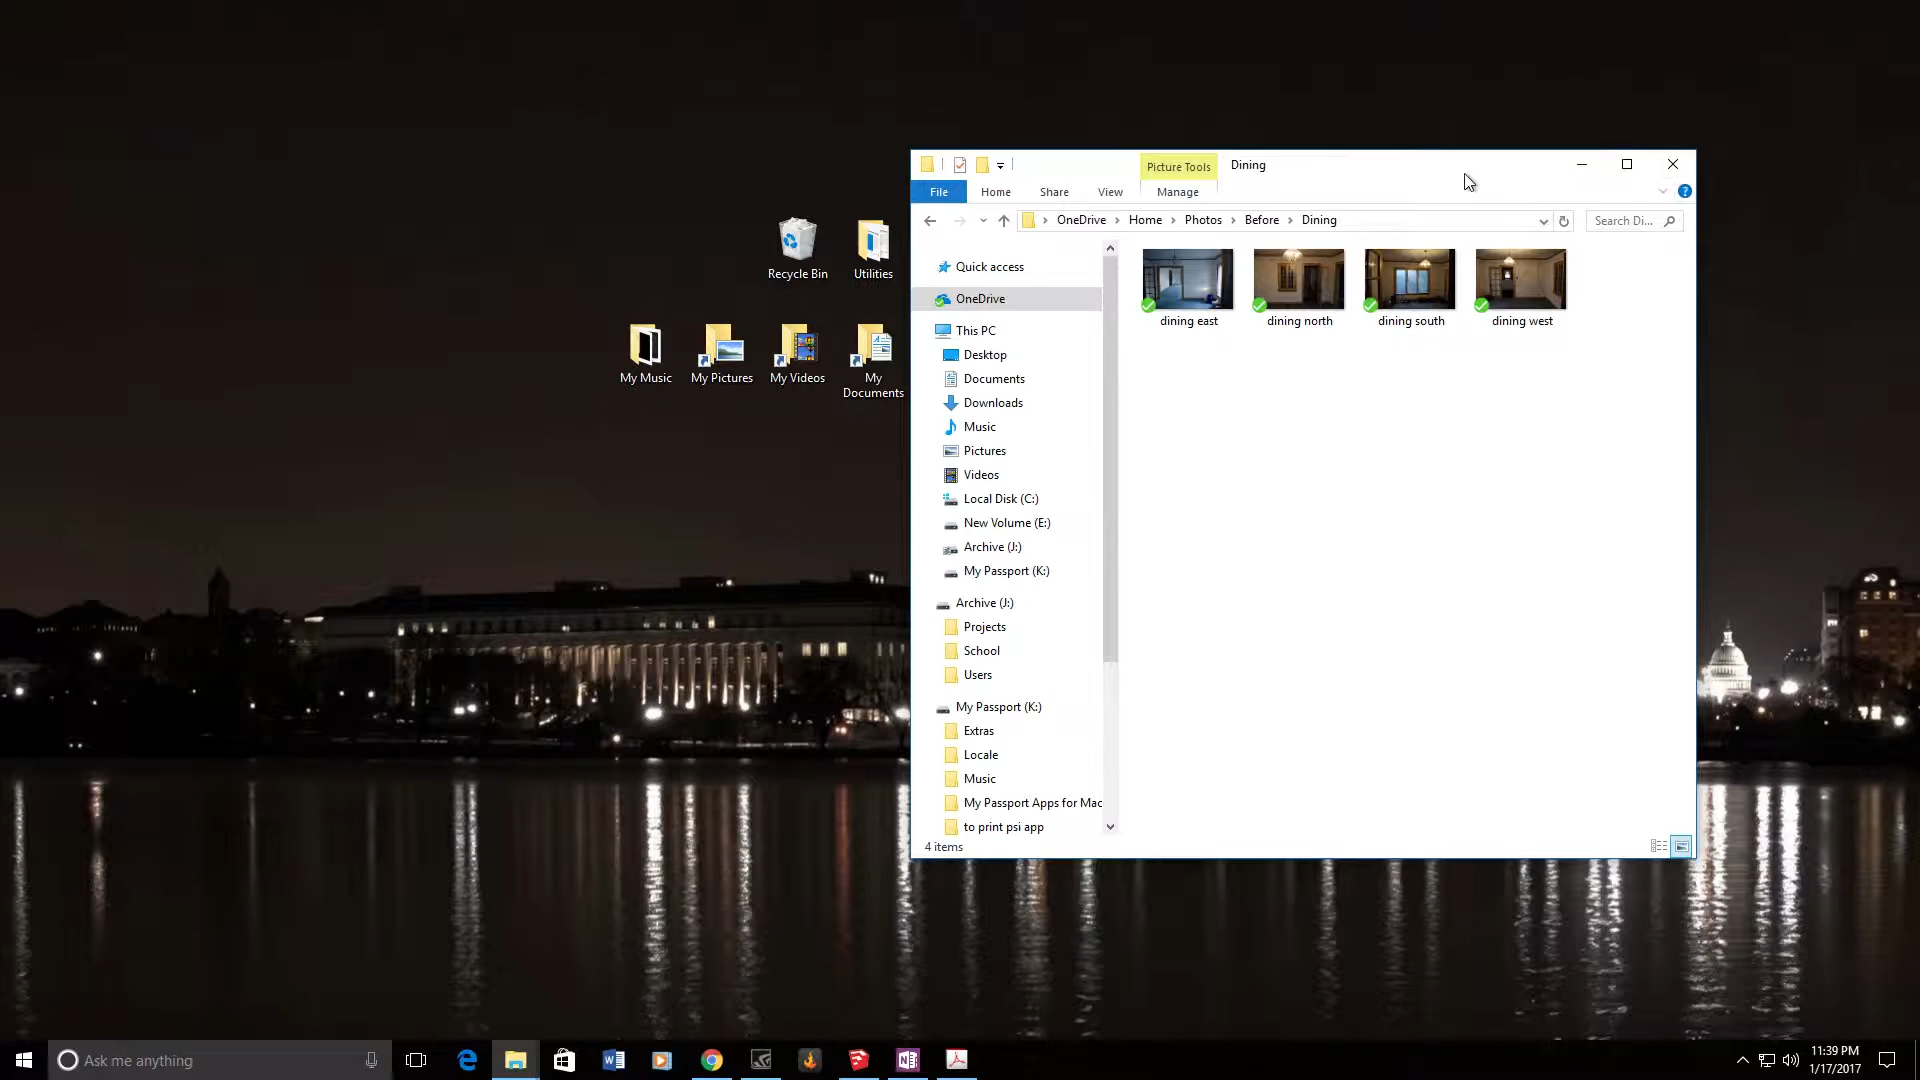 Picture Tools
Dining
File
Home
Share
View
Manage
OneDrive
Home
Photos
Before
Dining
Search Di...
Recycle Bin
Utilities
My Music
My Pictures
My Videos
My
Documents
Quick access
OneDrive
This PC
Desktop
Documents
Downloads
Music
Pictures
Videos
Local Disk (C:)
New Volume (E:)
Archive (J:)
My Passport (K:)
Archive (J:)
Projects
School
Users
My Passport (K:)
Extras
Locale
Music
My Passport Apps for Mac
to print psi app
dining east
dining north
dining south
dining west
4 items
Ask me anything
11:39 PM
1/17/2017